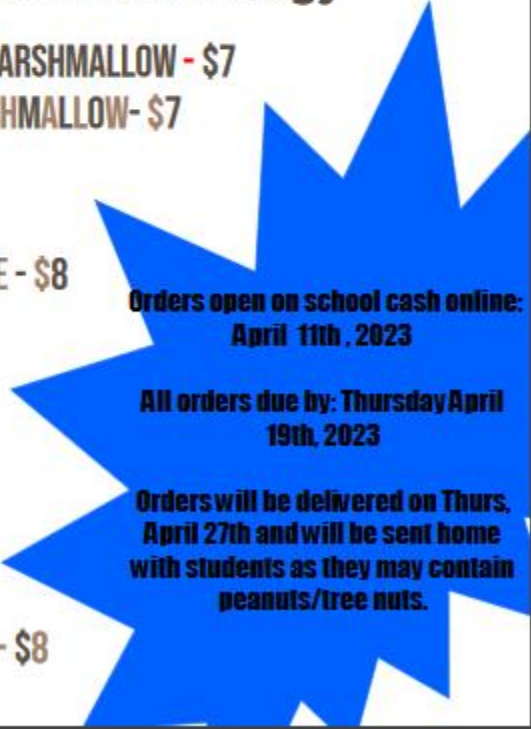 ARSHMALLOW - $7
HMALLOW- $7
E - $8
Orders open on school cash online:
April 11th , 2023
All orders due by: Thursday April
19th, 2023
Orders will be delivered on Thurs,
April 27th and will be sent home
with students as they may contain
peanuts/tree nuts.
- $8